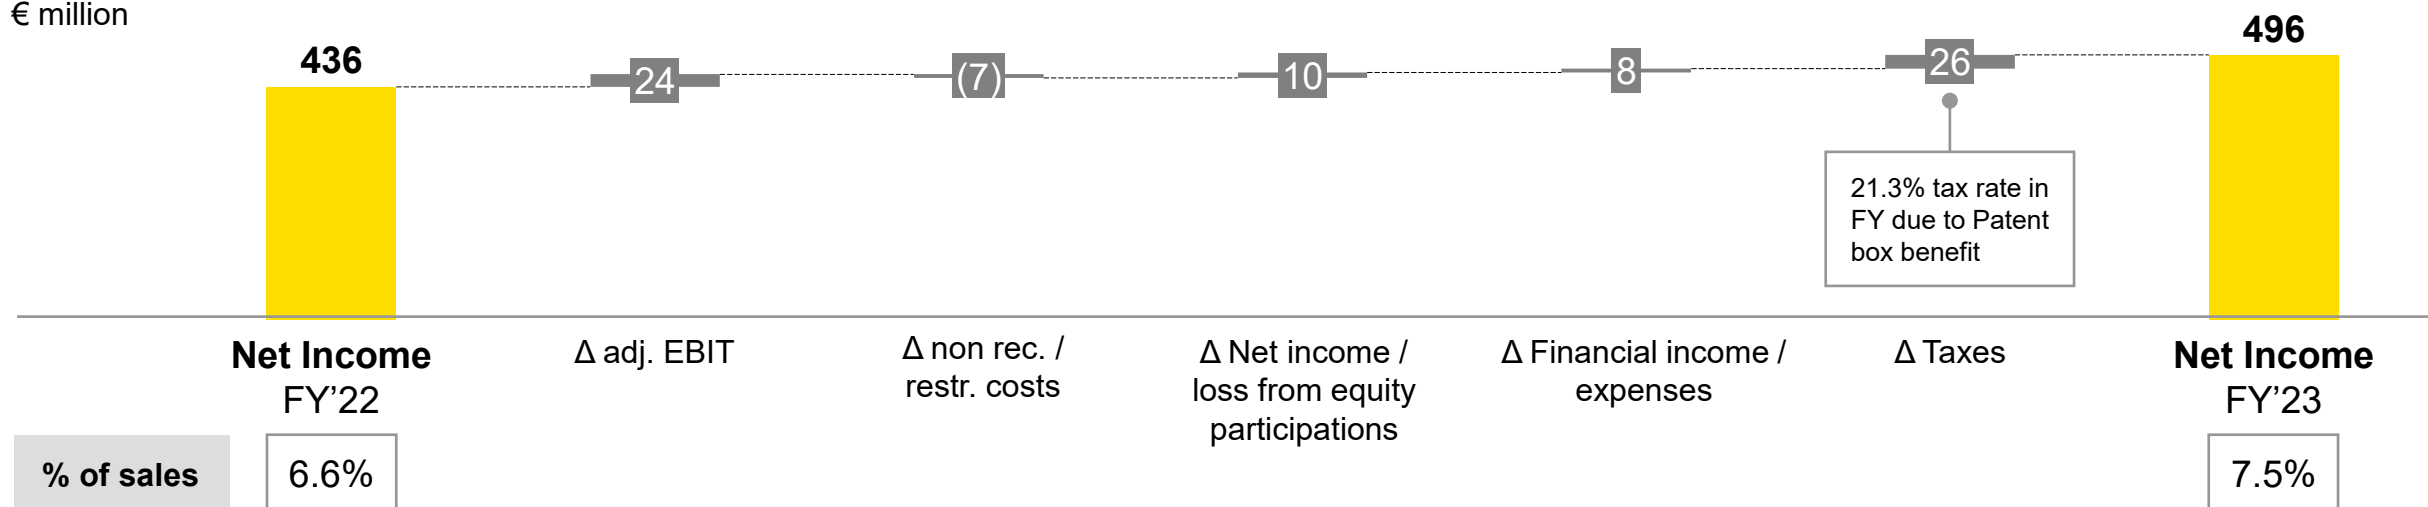 € million
436
24
(7)
10
8
26
496
21.3% tax rate in
FY due to Patent
box benefit
Net Income
FY’22
Δ adj. EBIT
Δ non rec. /
restr. costs
Δ Net income /
loss from equity
participations
Δ Financial income /
expenses
Δ Taxes
Net Income
FY’23
% of sales
6.6%
7.5%